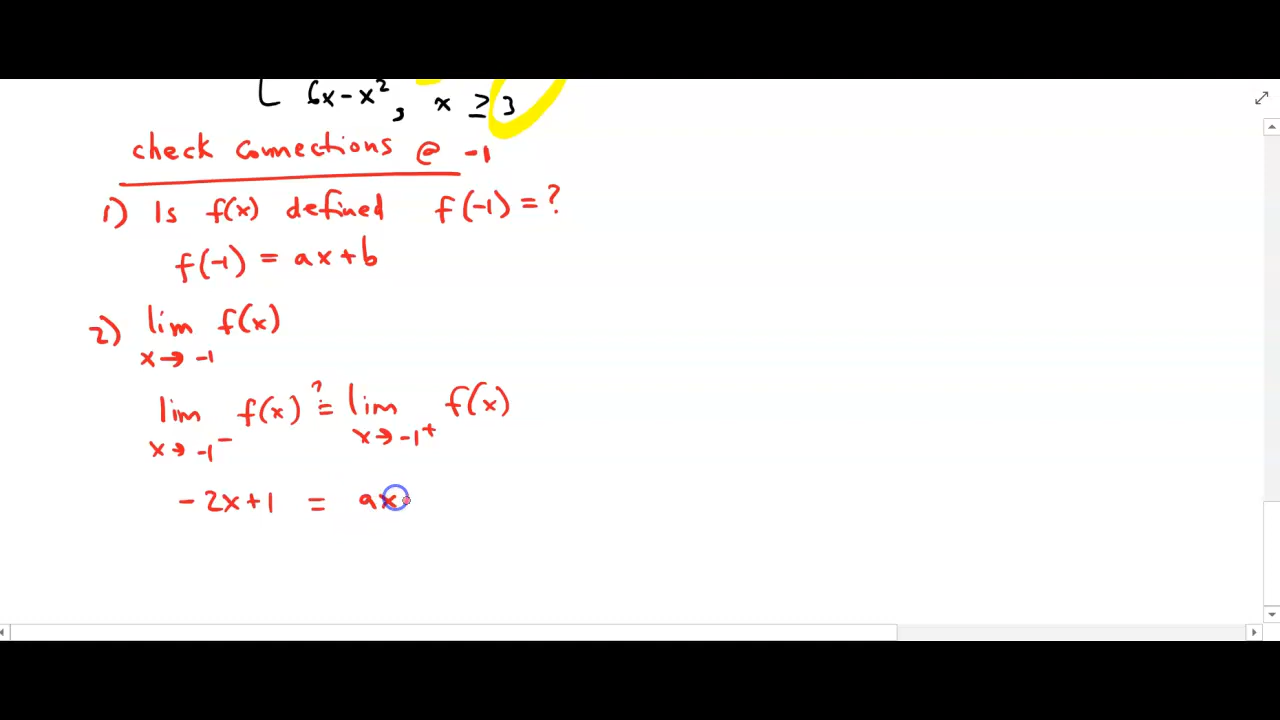 6x-x², x ≥ 3
check connections @ -1
1) Is f(x) defined f(-1) = ?
f(-1) = ax+b
2) lim f(x)
x→ -1
lim f(x) ?= lim f(x)
x→ -1⁻ x→ -1⁺
-2x+1 = ax